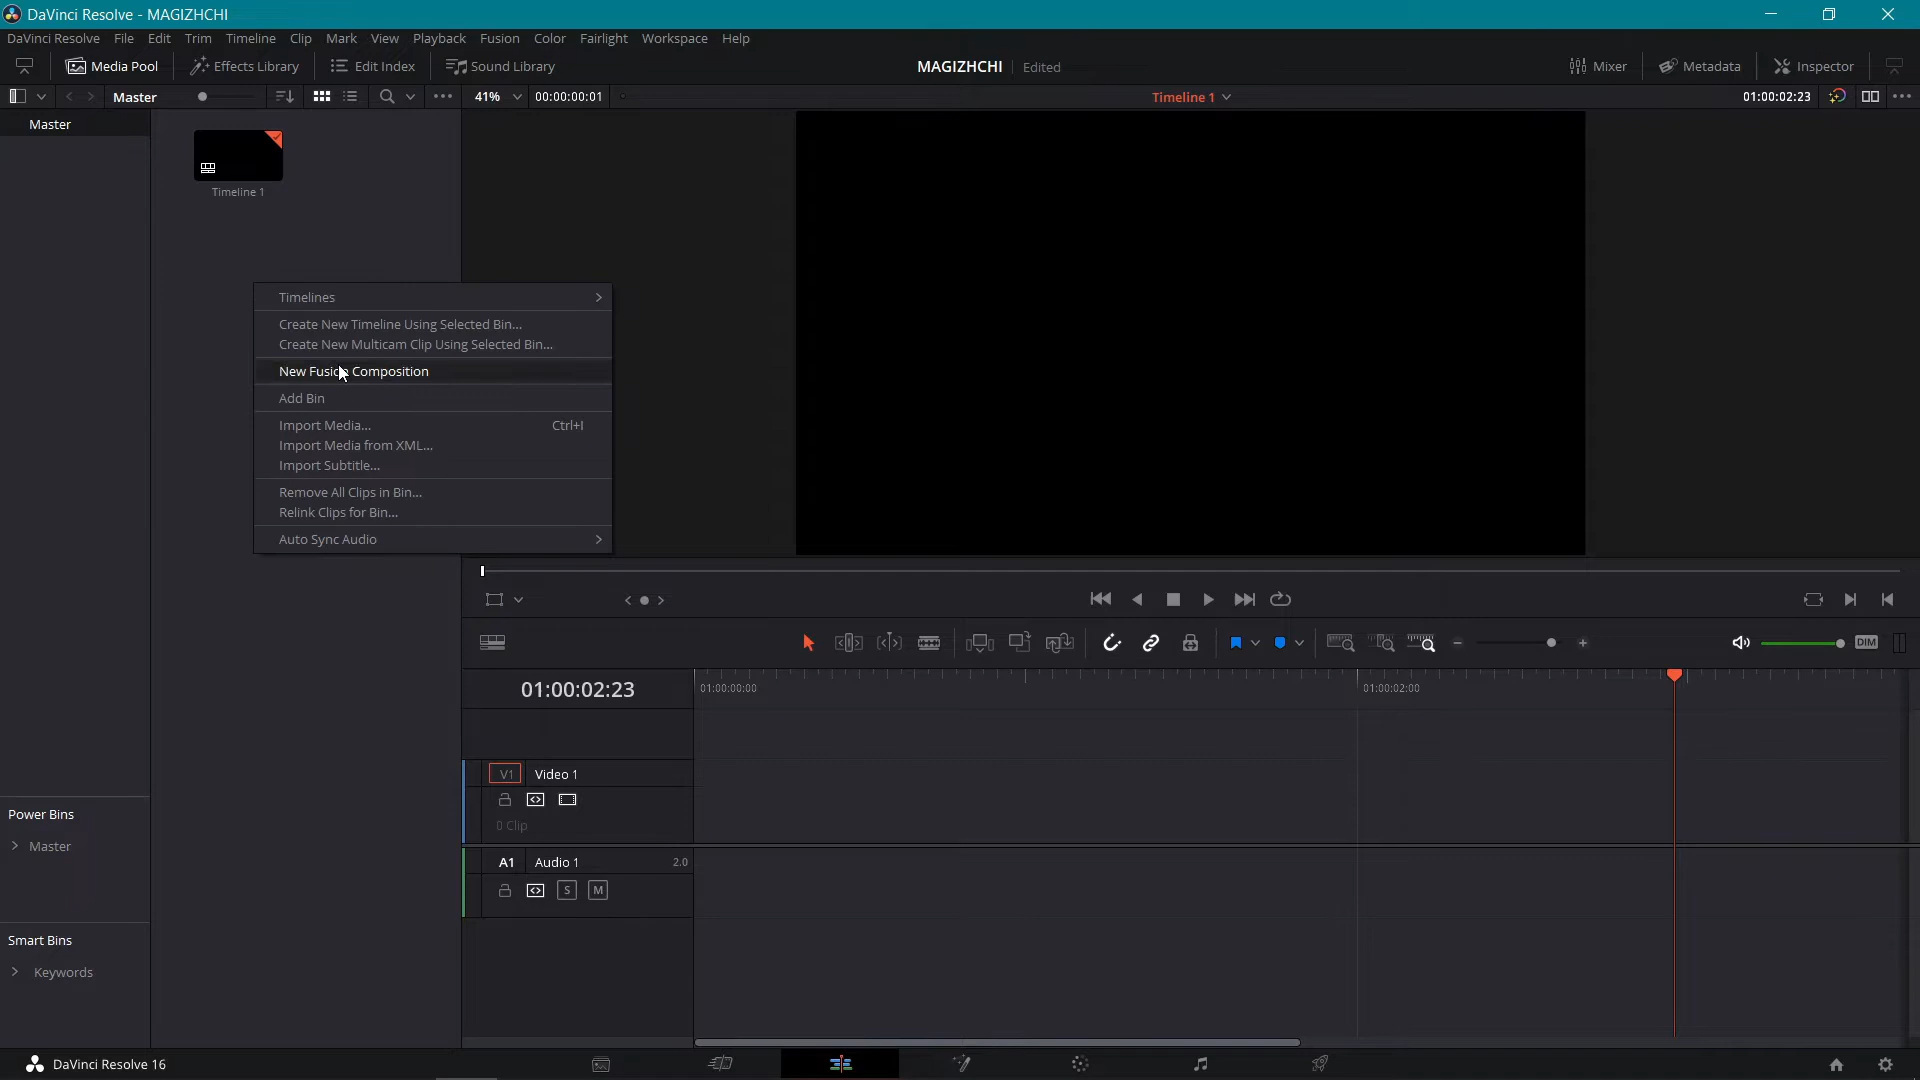 DaVinci Resolve - MAGIZHCHI
DaVinci Resolve File Edit Trim Timeline Clip Mark View Playback Fusion Color Fairlight Workspace Help
Media Pool Effects Library Edit Index Sound Library MAGIZHCHI Edited Mixer Metadata Inspector
Master 41% 00:00:00:01 Timeline 1 01:00:02:23
Master
Timeline 1
Timelines
Create New Timeline Using Selected Bin...
Create New Multicam Clip Using Selected Bin...
New Fusion Composition
Add Bin
Import Media... Ctrl+I
Import Media from XML...
Import Subtitle...
Remove All Clips in Bin...
Relink Clips for Bin...
Auto Sync Audio
DIM
01:00:02:23 01:00:00:00 01:00:02:00
V1 Video 1
0 Clip
A1 Audio 1 2.0
S M
Power Bins
Master
Smart Bins
Keywords
DaVinci Resolve 16